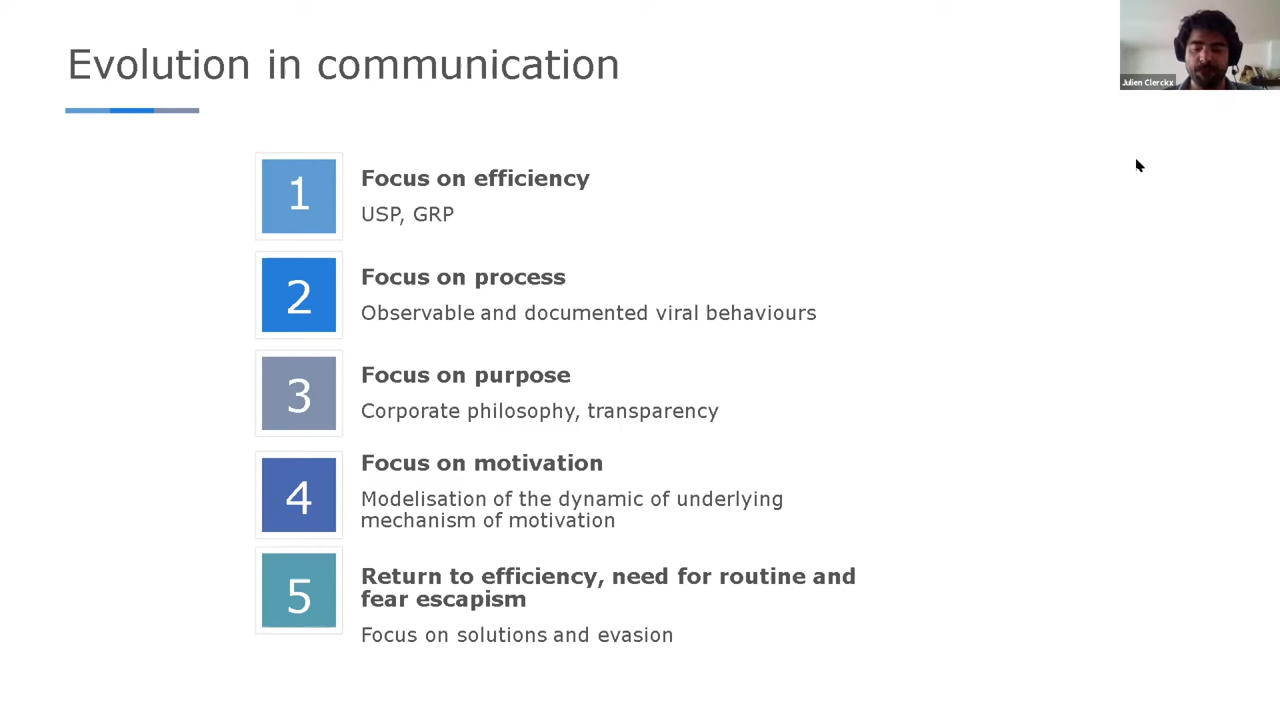 Evolution in communication
Julien Clerckx
1
Focus on efficiency
USP, GRP
2
Focus on process
Observable and documented viral behaviours
3
Focus on purpose
Corporate philosophy, transparency
4
Focus on motivation
Modelisation of the dynamic of underlying
mechanism of motivation
5
Return to efficiency, need for routine and
fear escapism
Focus on solutions and evasion